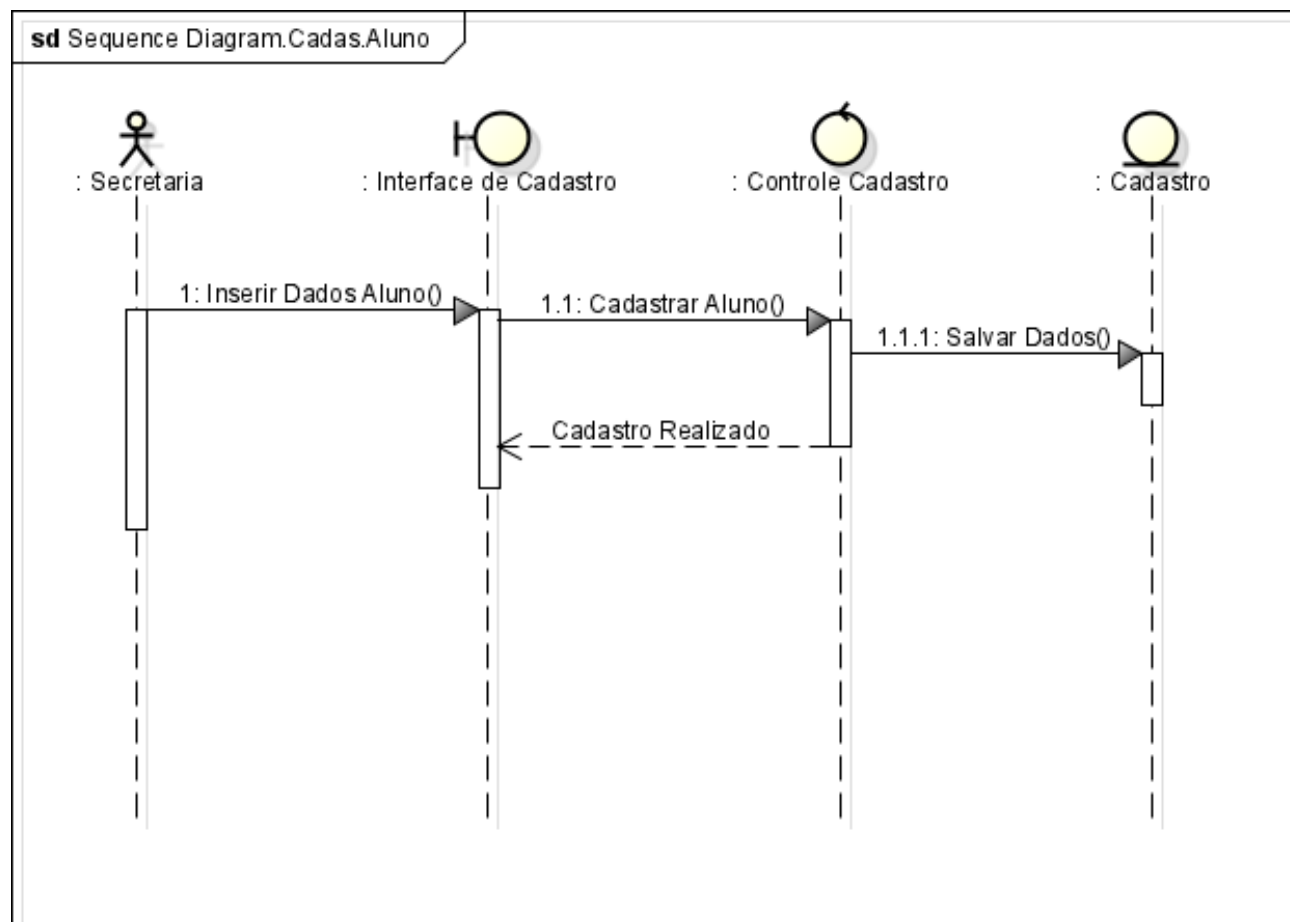 sd Sequence Diagram.Cadas.Aluno
: Secretaria
: Interface de Cadastro
: Controle Cadastro
: Cadastro
1: Inserir Dados Aluno()
1.1: Cadastrar Aluno()
1.1.1: Salvar Dados()
Cadastro Realizado